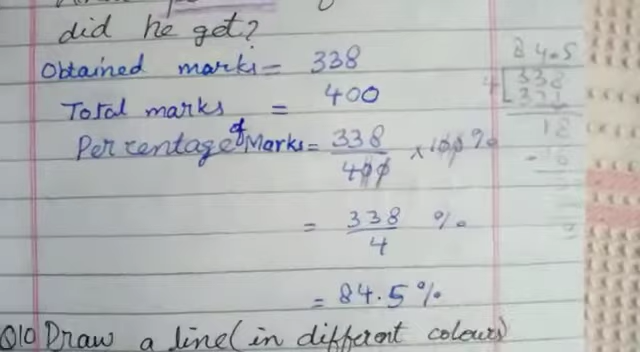 did he get?
Obtained marks = 338
Total marks = 400
Percentage of Marks = 338/400 × 100 %
= 338/4 %
= 84.5 %
Q10 Draw a line (in different colours)
84.5
4 338
18